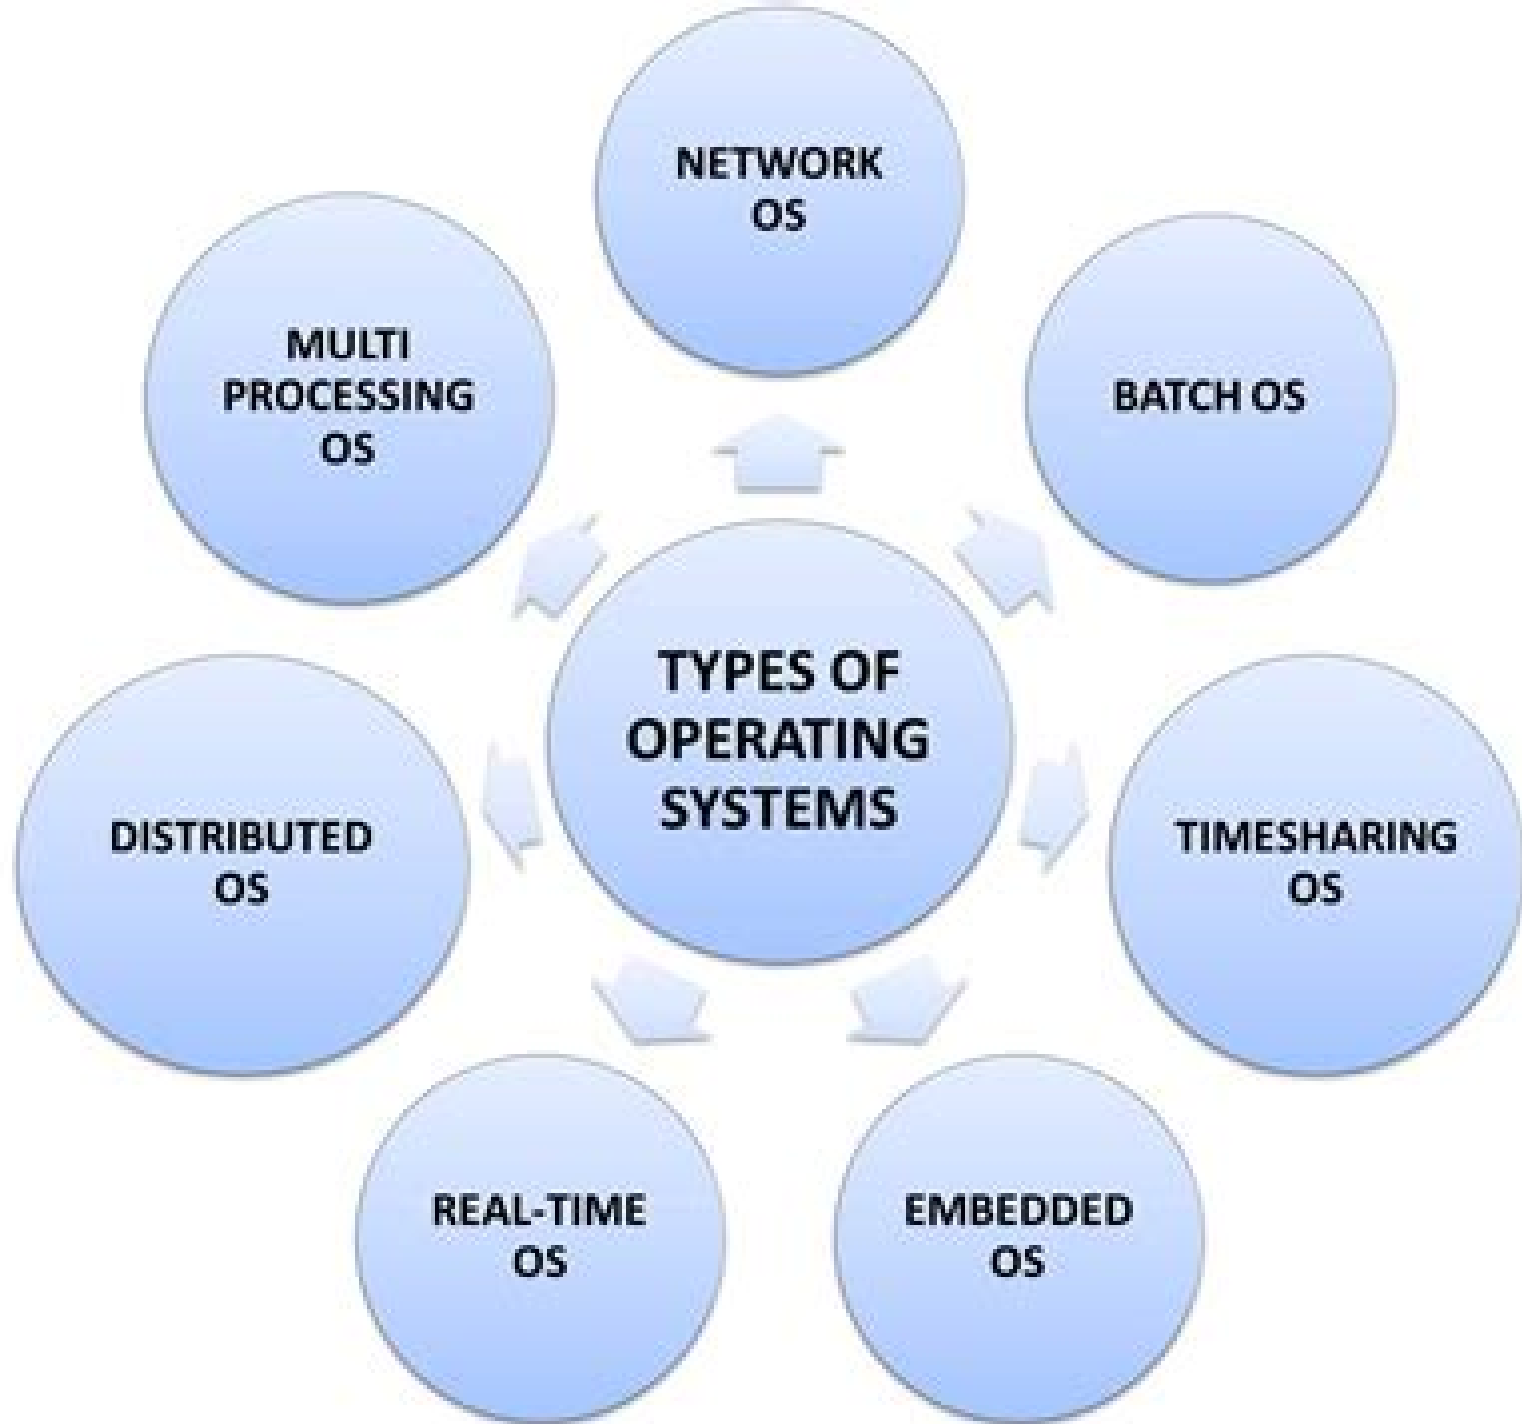 NETWORK
OS
MULTI
PROCESSING
OS
BATCH OS
TYPES OF
OPERATING
SYSTEMS
DISTRIBUTED
OS
TIMESHARING
OS
REAL-TIME
OS
EMBEDDED
OS